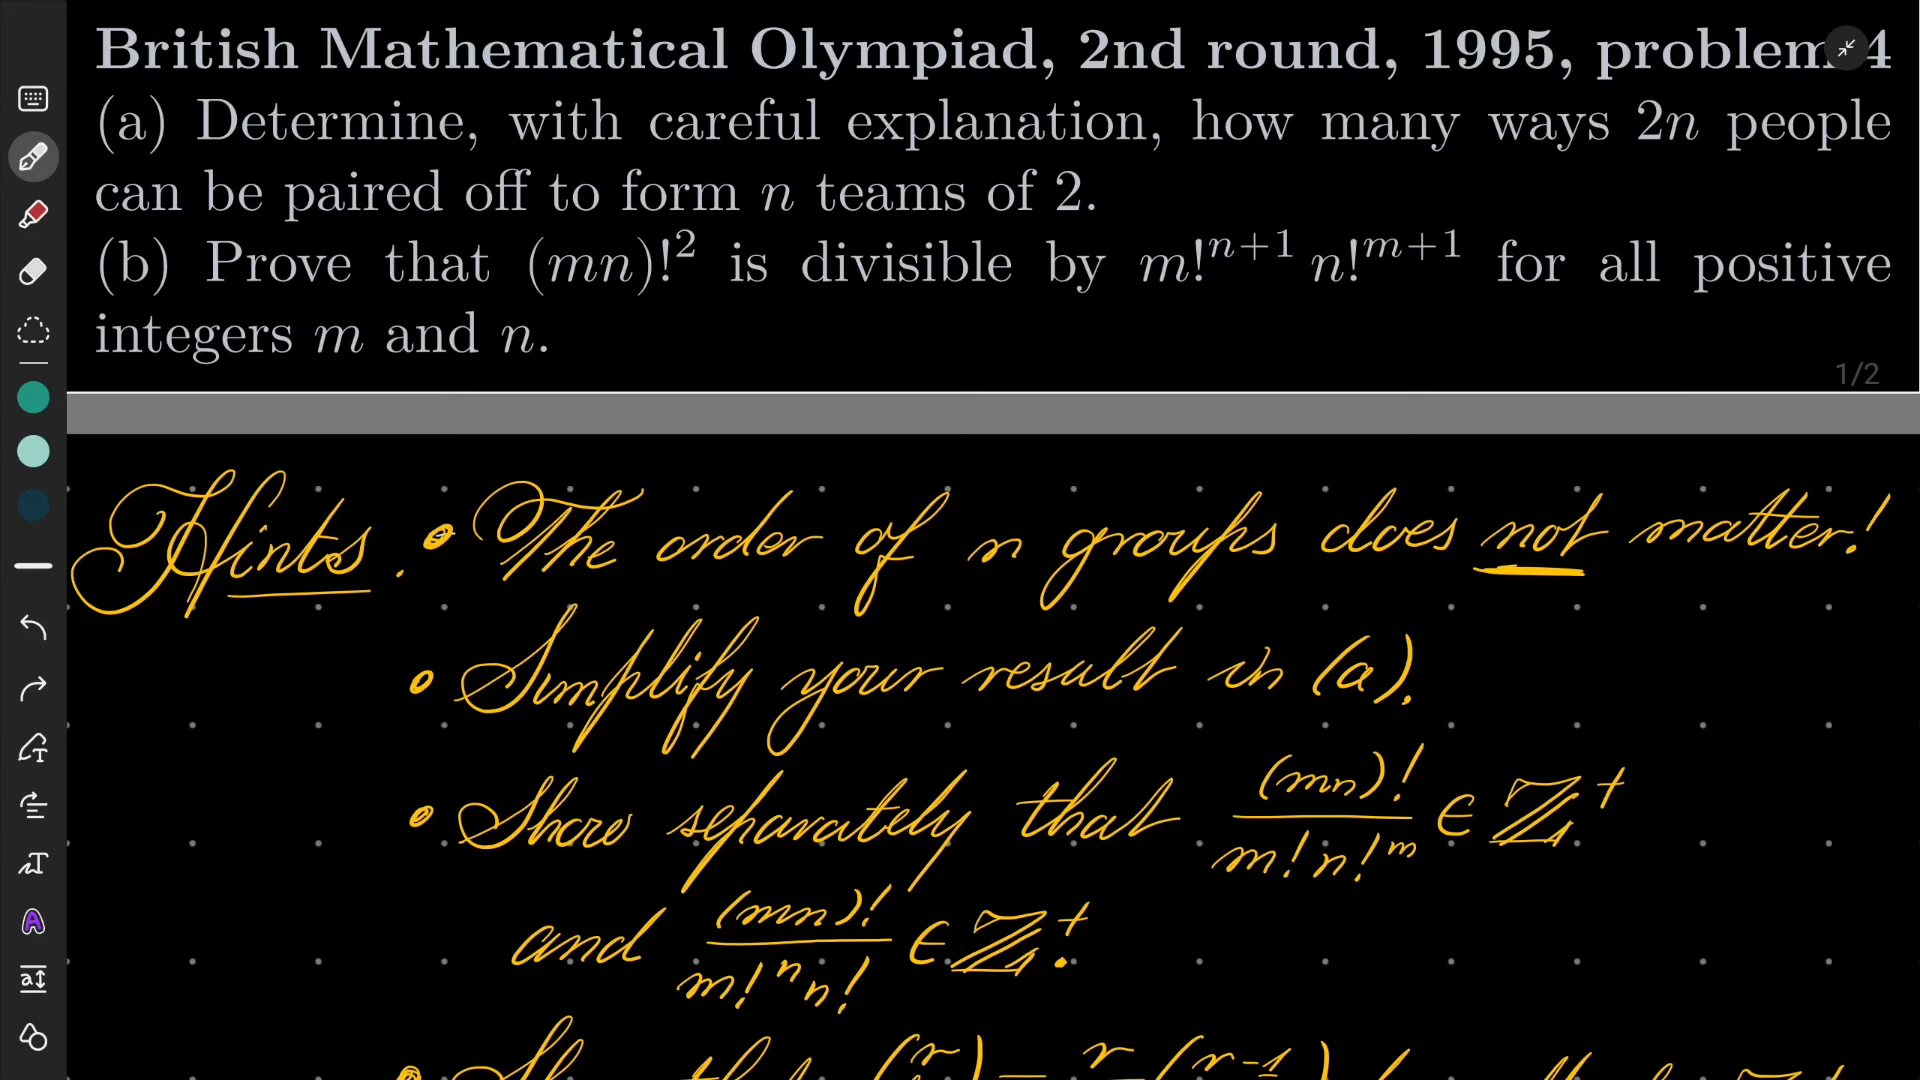 British Mathematical Olympiad, 2nd round, 1995, problem 4
(a) Determine, with careful explanation, how many ways 2n people
can be paired off to form n teams of 2.
(b) Prove that (mn)!² is divisible by m!ⁿ⁺¹ n!ᵐ⁺¹ for all positive
integers m and n.
1/2
Hints. • The order of n groups does not matter!
• Simplify your result in (a).
• Show separately that (mn)!/(m! n!ᵐ) ∈ ℤ⁺
and (mn)!/(m!ⁿ n!) ∈ ℤ⁺.